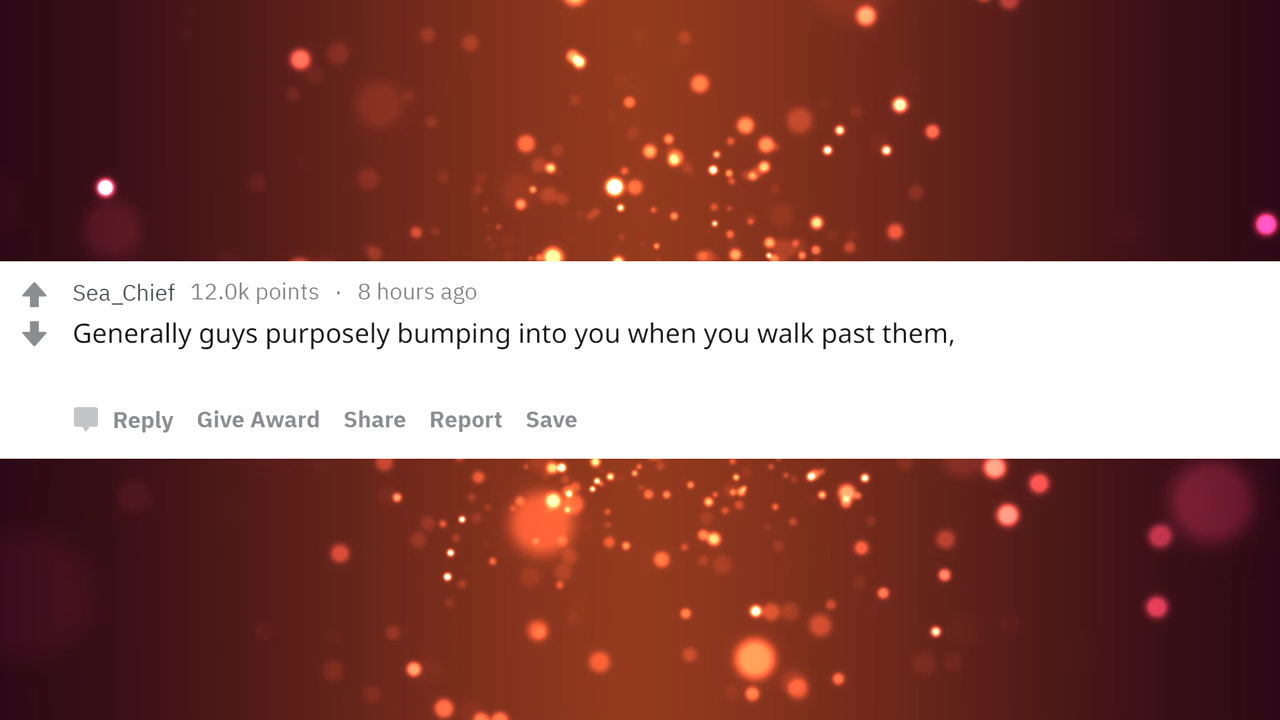 Sea_Chief 12.0k points · 8 hours ago
Generally guys purposely bumping into you when you walk past them,
Reply Give Award Share Report Save